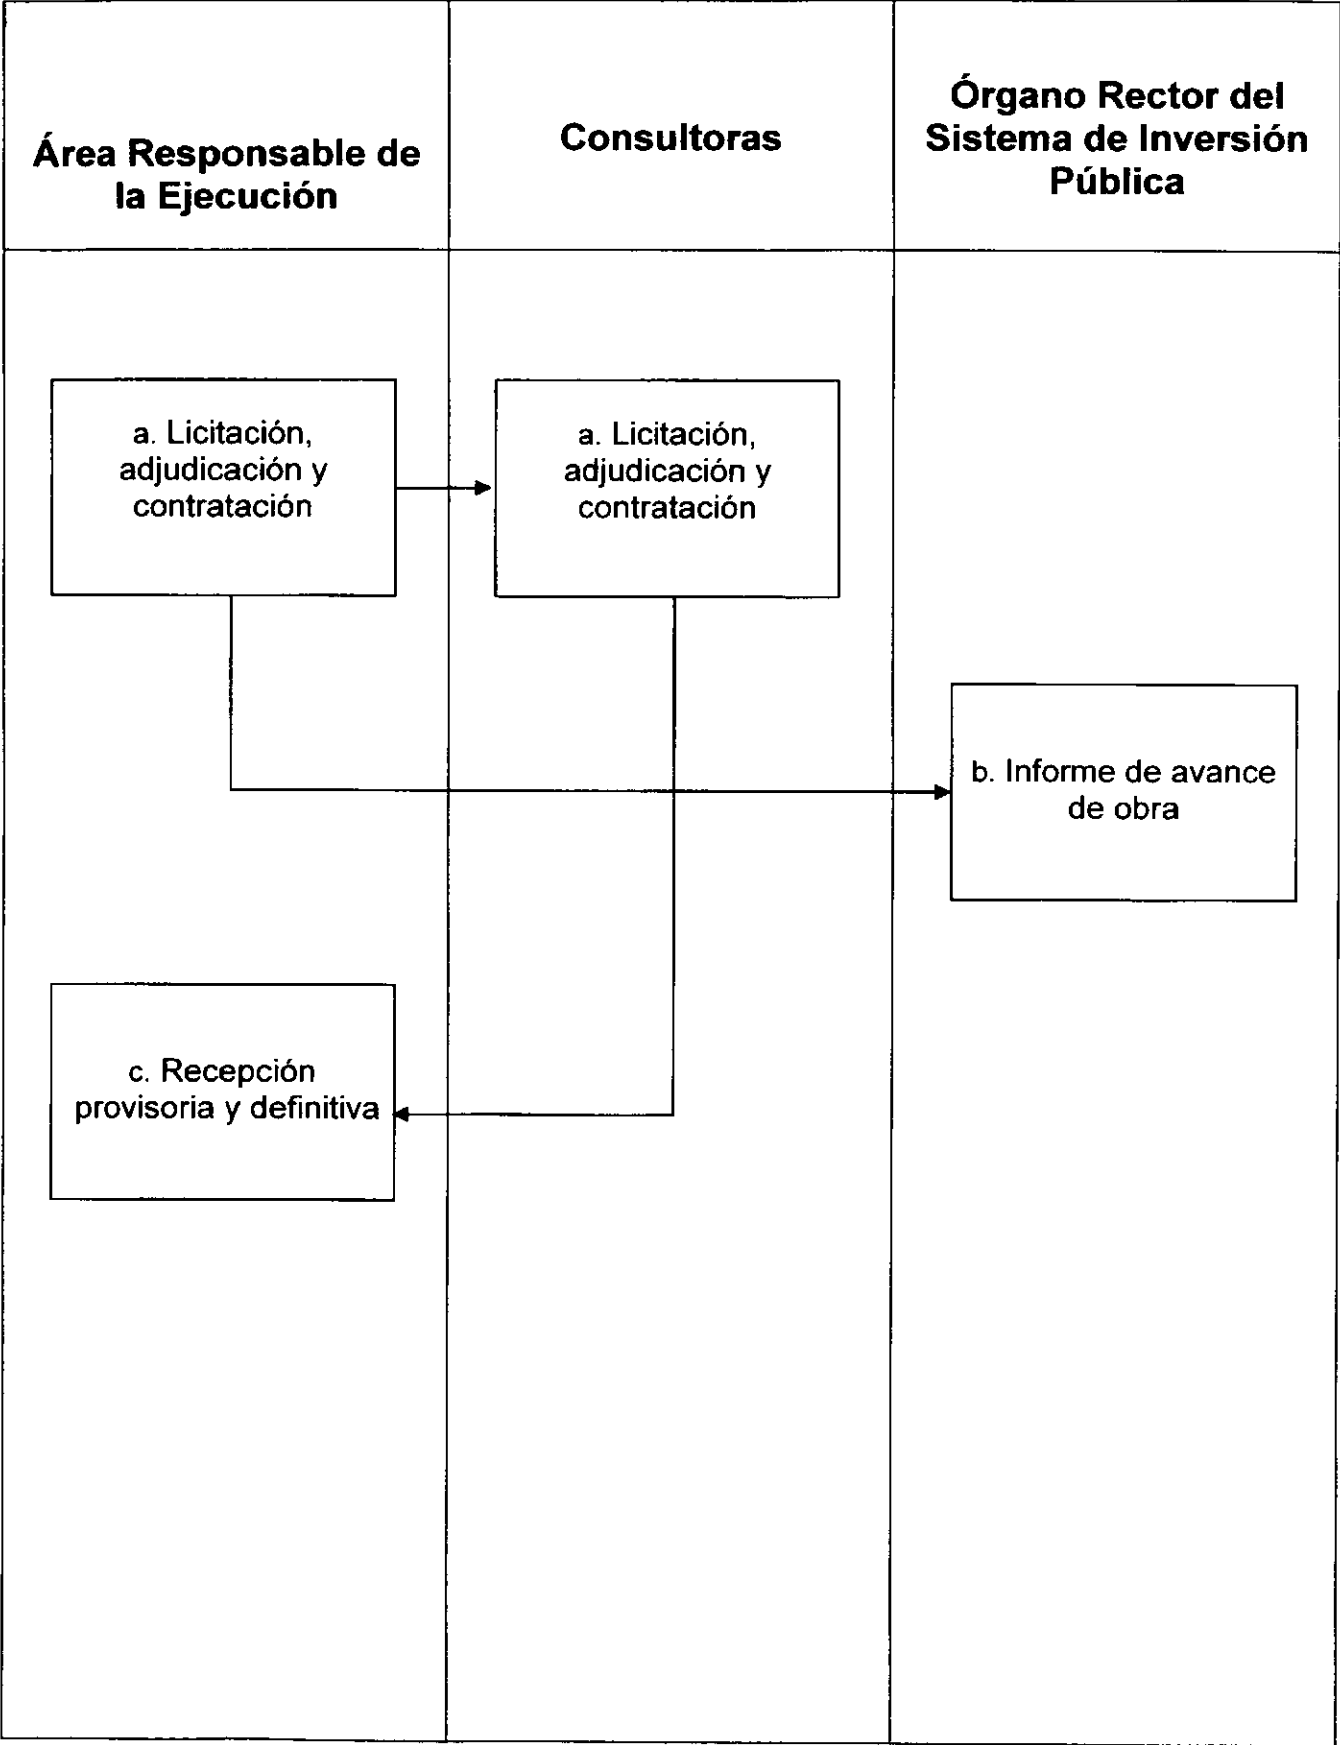 Área Responsable de
la Ejecución
Consultoras
Órgano Rector del
Sistema de Inversión
Pública
a. Licitación,
adjudicación y
contratación
a. Licitación,
adjudicación y
contratación
b. Informe de avance
de obra
c. Recepción
provisoria y definitiva